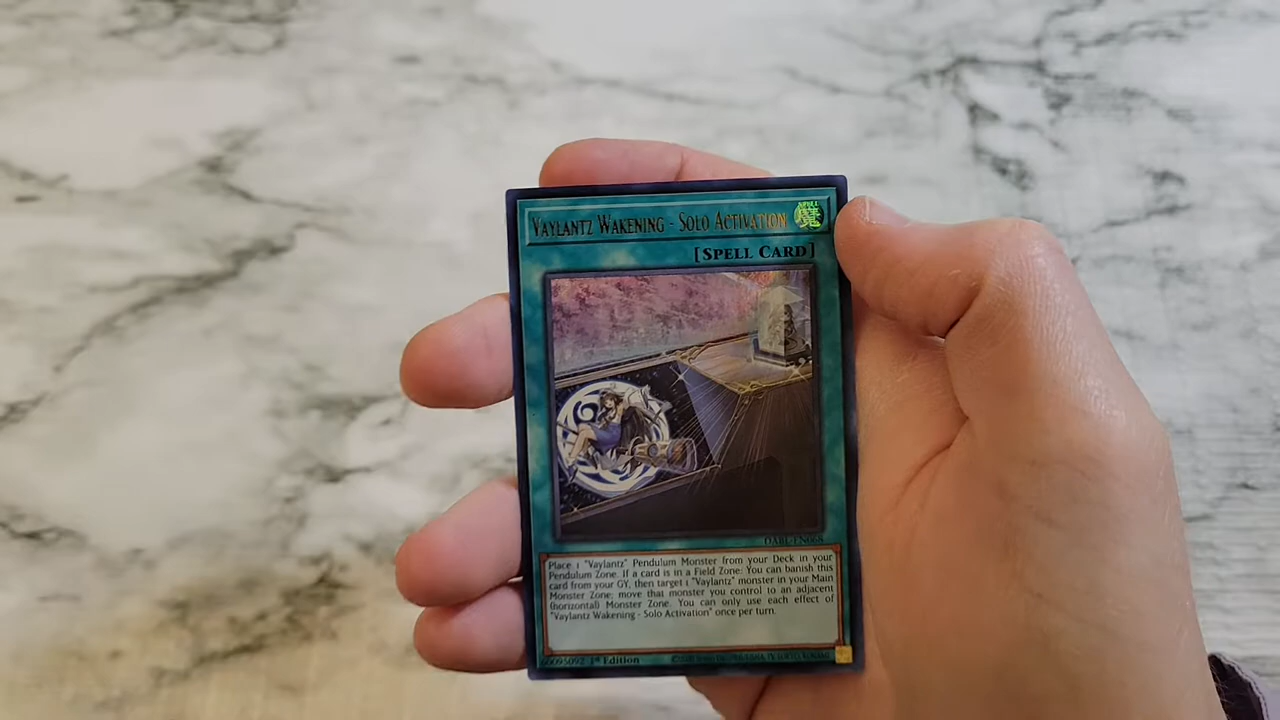 Vaylantz Wakening - Solo Activation
SPELL
魔
[Spell Card]
DABL-EN068
Place 1 "Vaylantz" Pendulum Monster from your Deck in your
Pendulum Zone. If a card is in a Field Zone: You can banish this
card from your GY, then target 1 "Vaylantz" monster in your Main
Monster Zone; move that monster you control to an adjacent
(horizontal) Monster Zone. You can only use each effect of
"Vaylantz Wakening - Solo Activation" once per turn.
1st Edition